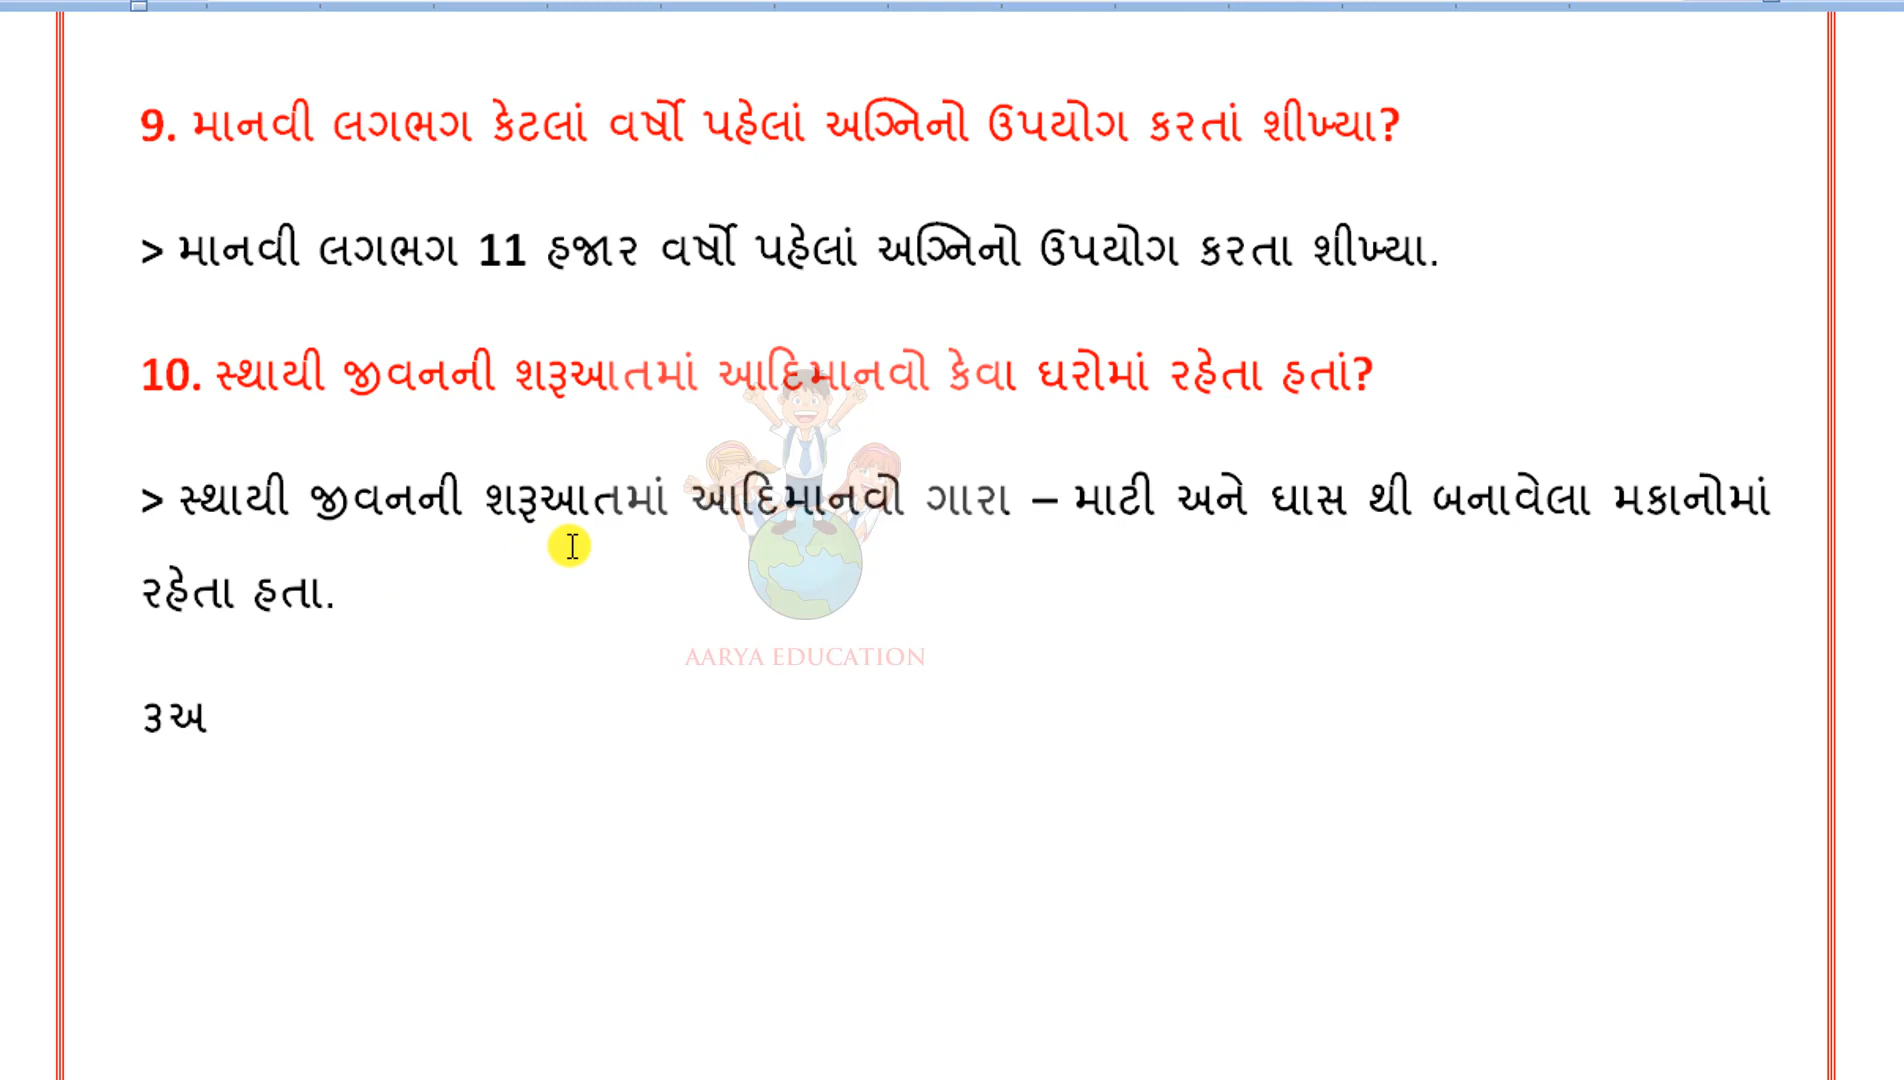 9. માનવી લગભગ કેટલાં વર્ષો પહેલાં અગ્નિનો ઉપયોગ કરતાં શીખ્યા?
> માનવી લગભગ 11 હજાર વર્ષો પહેલાં અગ્નિનો ઉપયોગ કરતા શીખ્યા.
10. સ્થાયી જીવનની શરૂઆતમાં આદિમાનવો કેવા ઘરોમાં રહેતા હતાં?
> સ્થાયી જીવનની શરૂઆતમાં આદિમાનવો ગારા – માટી અને ઘાસ થી બનાવેલા મકાનોમાં
રહેતા હતા.
AARYA EDUCATION
૩અ